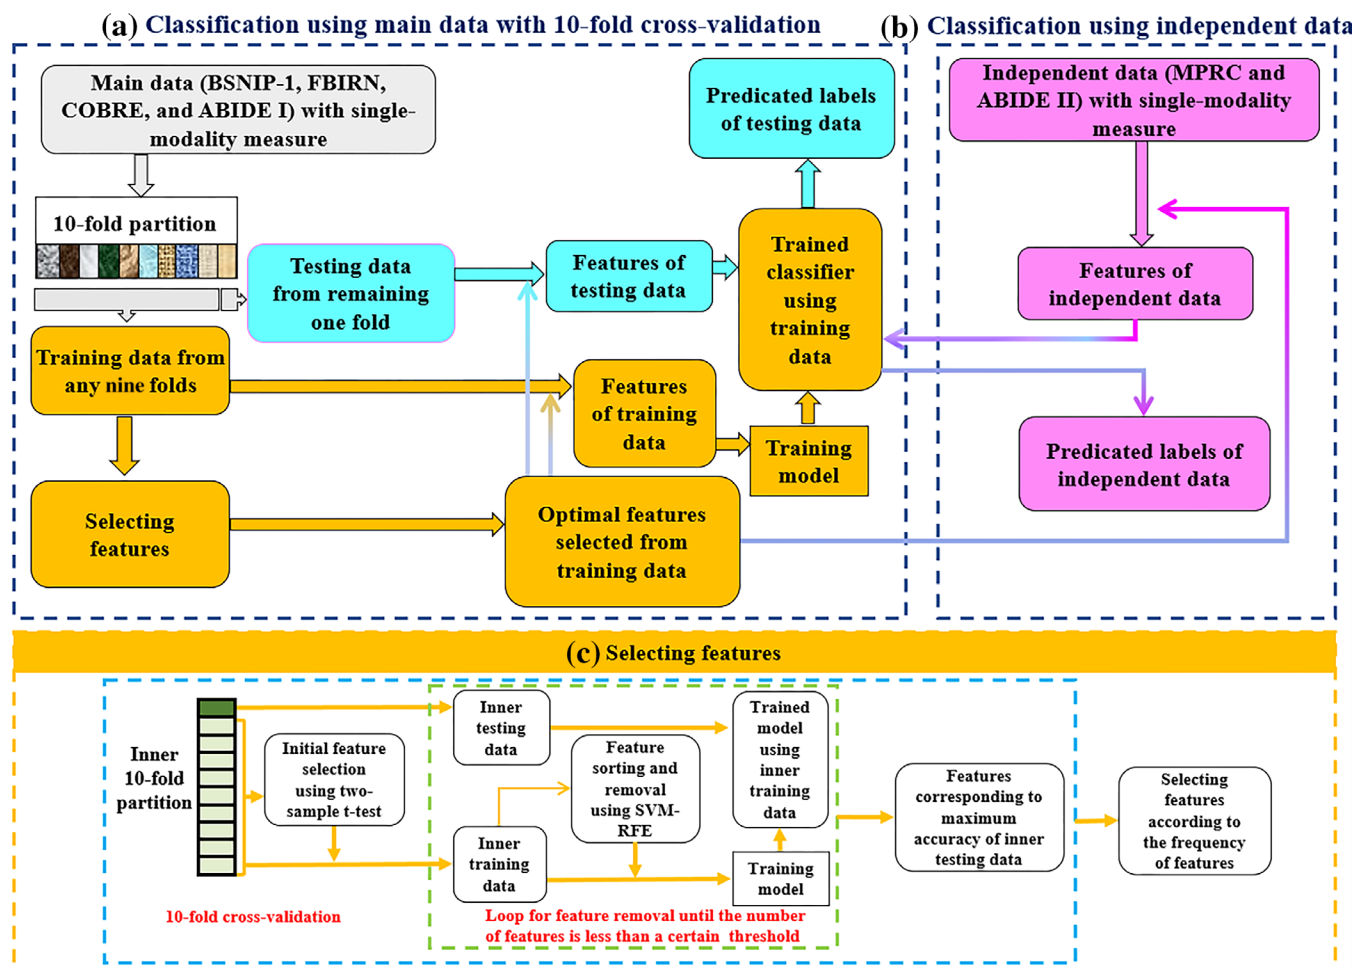 (a) Classification using main data with 10-fold cross-validation
Main data (BSNIP-1, FBIRN,
COBRE, and ABIDE I) with single-
modality measure
10-fold partition
Testing data
from remaining
one fold
Training data from
any nine folds
Selecting
features
Features of
testing data
Features
of training
data
Optimal features
selected from
training data
Predicated labels
of testing data
Trained
classifier
using
training
data
Training
model
(b) Classification using independent data
Independent data (MPRC and
ABIDE II) with single-modality
measure
Features of
independent data
Predicated labels of
independent data
(c) Selecting features
Inner
10-fold
partition
Initial feature
selection
using two-
sample t-test
10-fold cross-validation
Inner
testing
data
Inner
training
data
Feature
sorting and
removal
using SVM-
RFE
Trained
model
using
inner
training
data
Training
model
Loop for feature removal until the number
of features is less than a certain threshold
Features
corresponding to
maximum
accuracy of inner
testing data
Selecting
features
according to
the frequency
of features